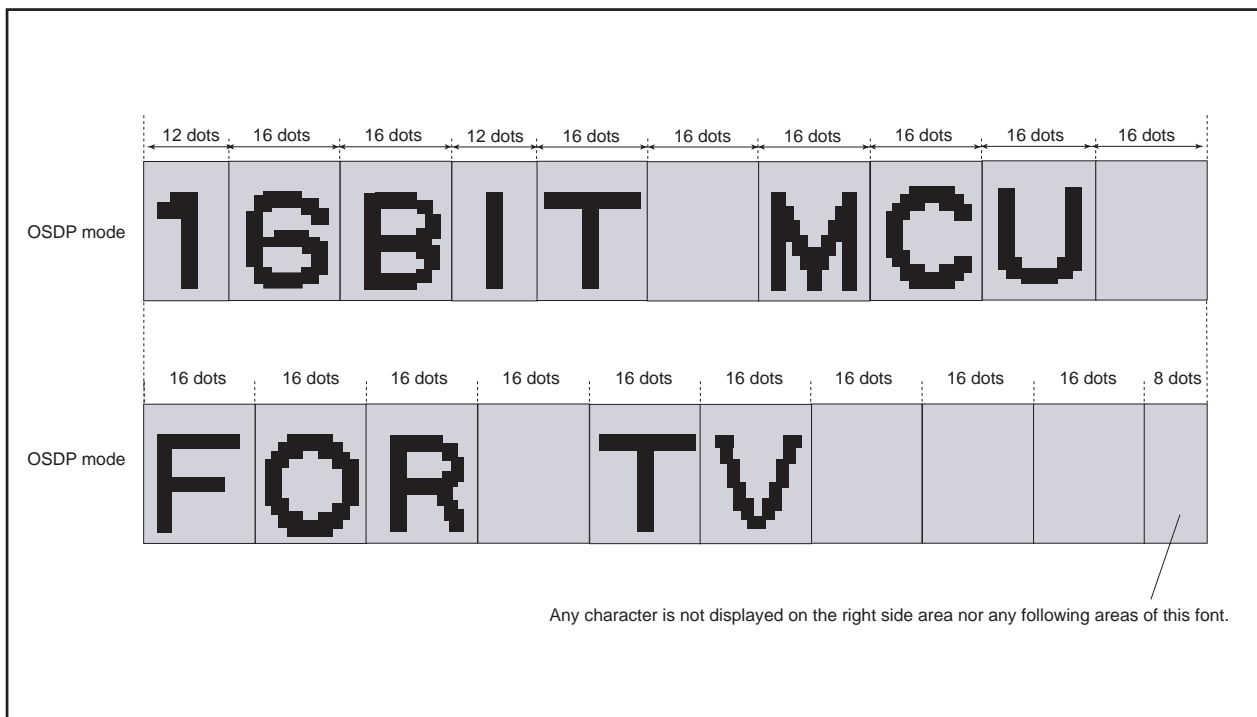 12 dots 16 dots 16 dots 12 dots 16 dots 16 dots 16 dots 16 dots 16 dots 16 dots
OSDP mode 16BIT MCU
16 dots 16 dots 16 dots 16 dots 16 dots 16 dots 16 dots 16 dots 16 dots 8 dots
OSDP mode FOR TV
Any character is not displayed on the right side area nor any following areas of this font.